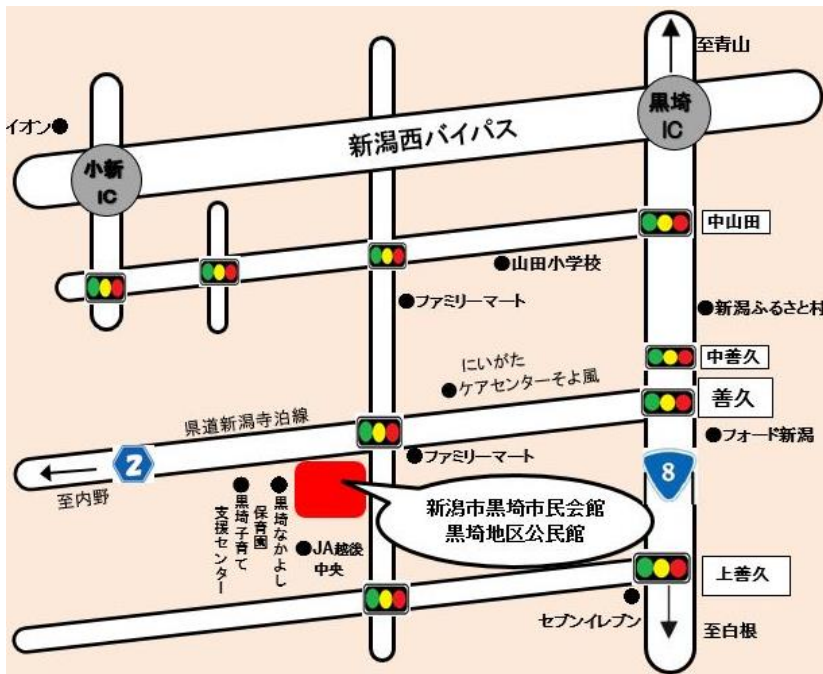 至青山
黒埼
IC
イオン
新潟西バイパス
小新
IC
中山田
山田小学校
ファミリーマート
新潟ふるさと村
中善久
にいがた
ケアセンターそよ風
善久
県道新潟寺泊線
フォード新潟
2
ファミリーマート
8
至内野
新潟市黒埼市民会館
黒埼地区公民館
黒埼なかよし
保育園
黒埼子育て
支援センター
JA越後
中央
上善久
セブンイレブン
至白根